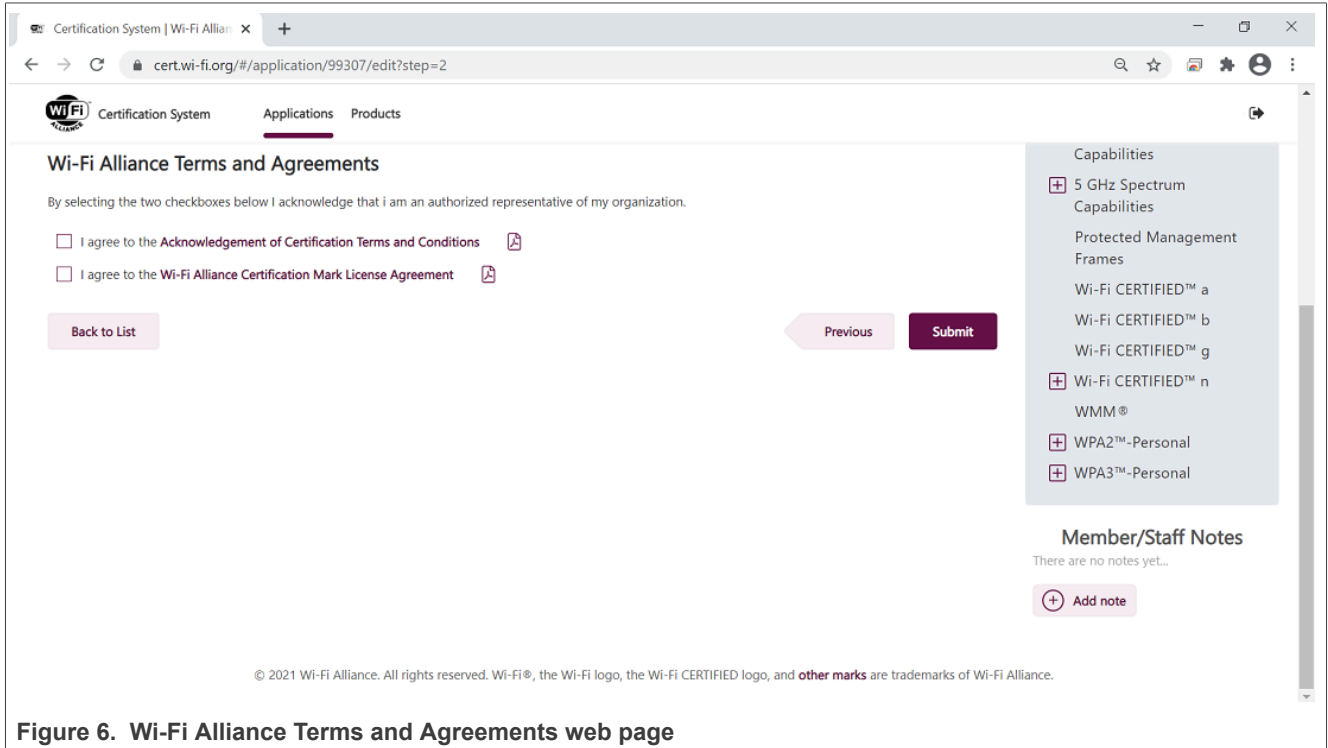 Certification System | Wi-Fi Allian
cert.wi-fi.org/#/application/99307/edit?step=2
Wi Fi
ALLIANCE
Certification System
Applications
Products
Wi-Fi Alliance Terms and Agreements
By selecting the two checkboxes below I acknowledge that i am an authorized representative of my organization.
I agree to the Acknowledgement of Certification Terms and Conditions
I agree to the Wi-Fi Alliance Certification Mark License Agreement
Back to List
Previous
Submit
Capabilities
5 GHz Spectrum
Capabilities
Protected Management
Frames
Wi-Fi CERTIFIED™ a
Wi-Fi CERTIFIED™ b
Wi-Fi CERTIFIED™ g
Wi-Fi CERTIFIED™ n
WMM®
WPA2™-Personal
WPA3™-Personal
Member/Staff Notes
There are no notes yet...
Add note
© 2021 Wi-Fi Alliance. All rights reserved. Wi-Fi®, the Wi-Fi logo, the Wi-Fi CERTIFIED logo, and other marks are trademarks of Wi-Fi Alliance.
Figure 6. Wi-Fi Alliance Terms and Agreements web page